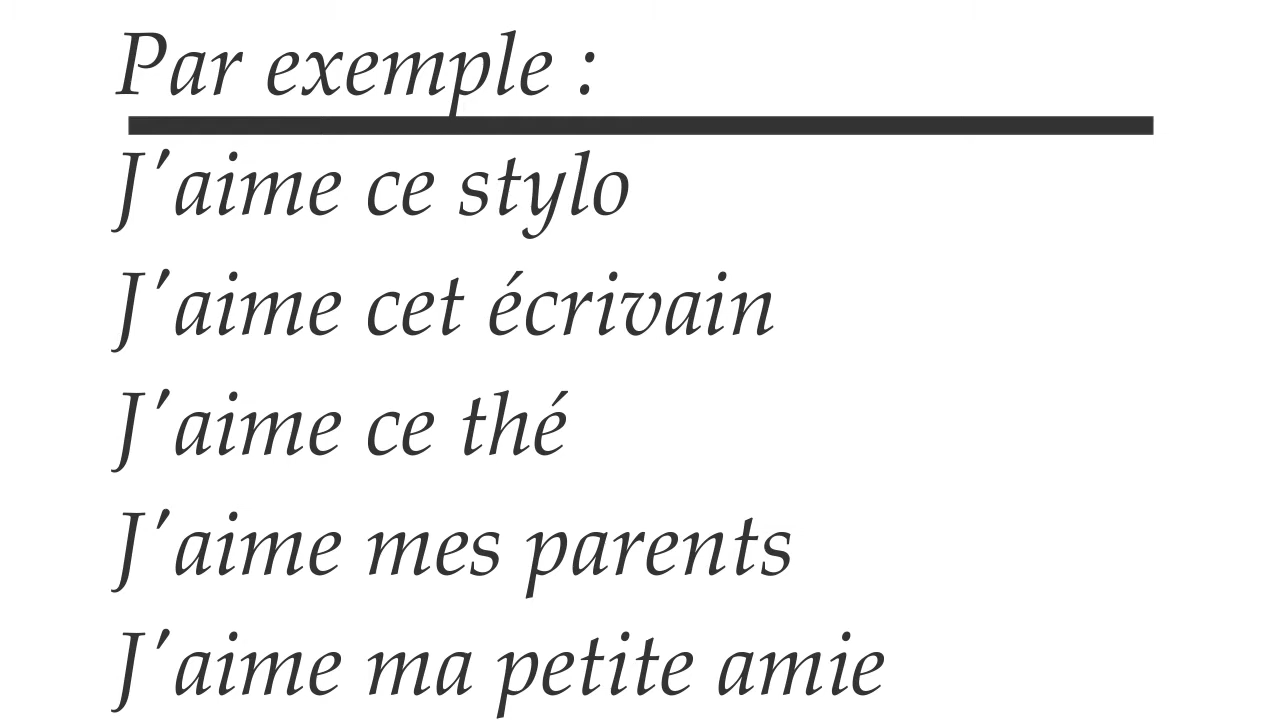 Par exemple :
J'aime ce stylo
J'aime cet écrivain
J'aime ce thé
J'aime mes parents
J'aime ma petite amie